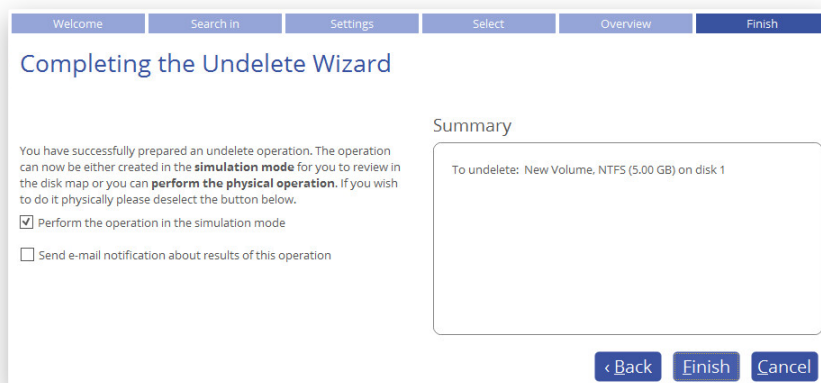 Welcome
Search in
Settings
Select
Overview
Finish
Completing the Undelete Wizard
You have successfully prepared an undelete operation. The operation
can now be either created in the simulation mode for you to review in
the disk map or you can perform the physical operation. If you wish
to do it physically please deselect the button below.
Perform the operation in the simulation mode
Send e-mail notification about results of this operation
Summary
To undelete: New Volume, NTFS (5.00 GB) on disk 1
‹ Back
Finish
Cancel